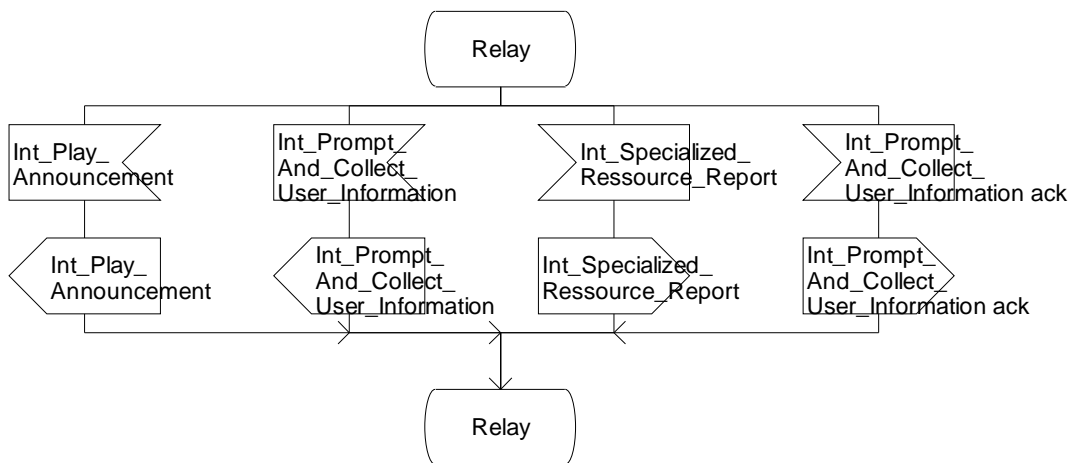 Relay
Int_Play_
Announcement
Int_Prompt_
And_Collect_
User_Information
Int_Specialized_
Ressource_Report
Int_Prompt_
And_Collect_
User_Information ack
Int_Play_
Announcement
Int_Prompt_
And_Collect_
User_Information
Int_Specialized_
Ressource_Report
Int_Prompt_
And_Collect_
User_Information ack
Relay